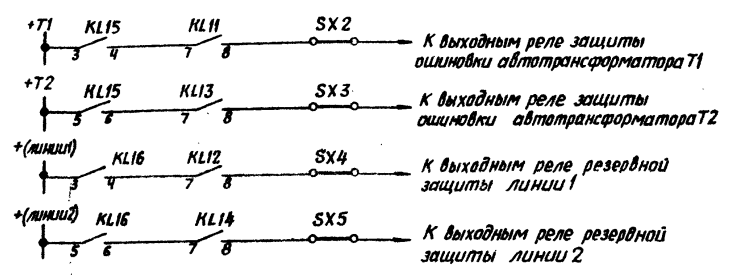 +T1 KL15 KL11 SX2
3 4 7 8
К выходным реле защиты
ошиновки автотрансформатора T1
+T2 KL15 KL13 SX3
5 6 7 8
К выходным реле защиты
ошиновки автотрансформатора T2
+(линии1) KL16 KL12 SX4
3 4 7 8
К выходным реле резервной
защиты линии 1
+(линии2) KL16 KL14 SX5
5 6 7 8
К выходным реле резервной
защиты линии 2